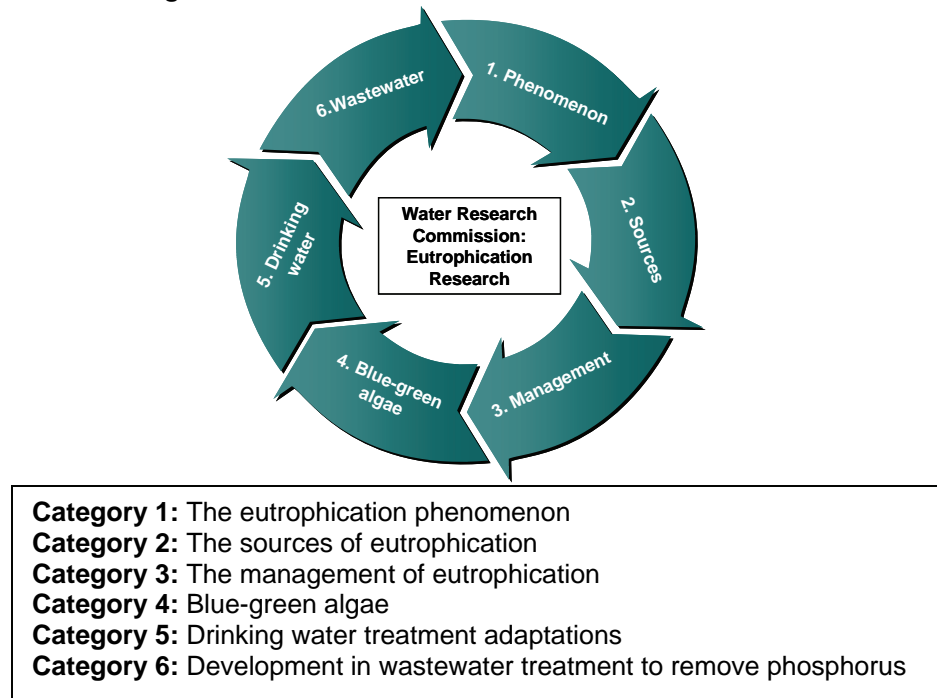 1. Phenomenon
2. Sources
3. Management
4. Blue-green
algae
5. Drinking
water
6.Wastewater
Water Research
Commission:
Eutrophication
Research
Category 1: The eutrophication phenomenon
Category 2: The sources of eutrophication
Category 3: The management of eutrophication
Category 4: Blue-green algae
Category 5: Drinking water treatment adaptations
Category 6: Development in wastewater treatment to remove phosphorus